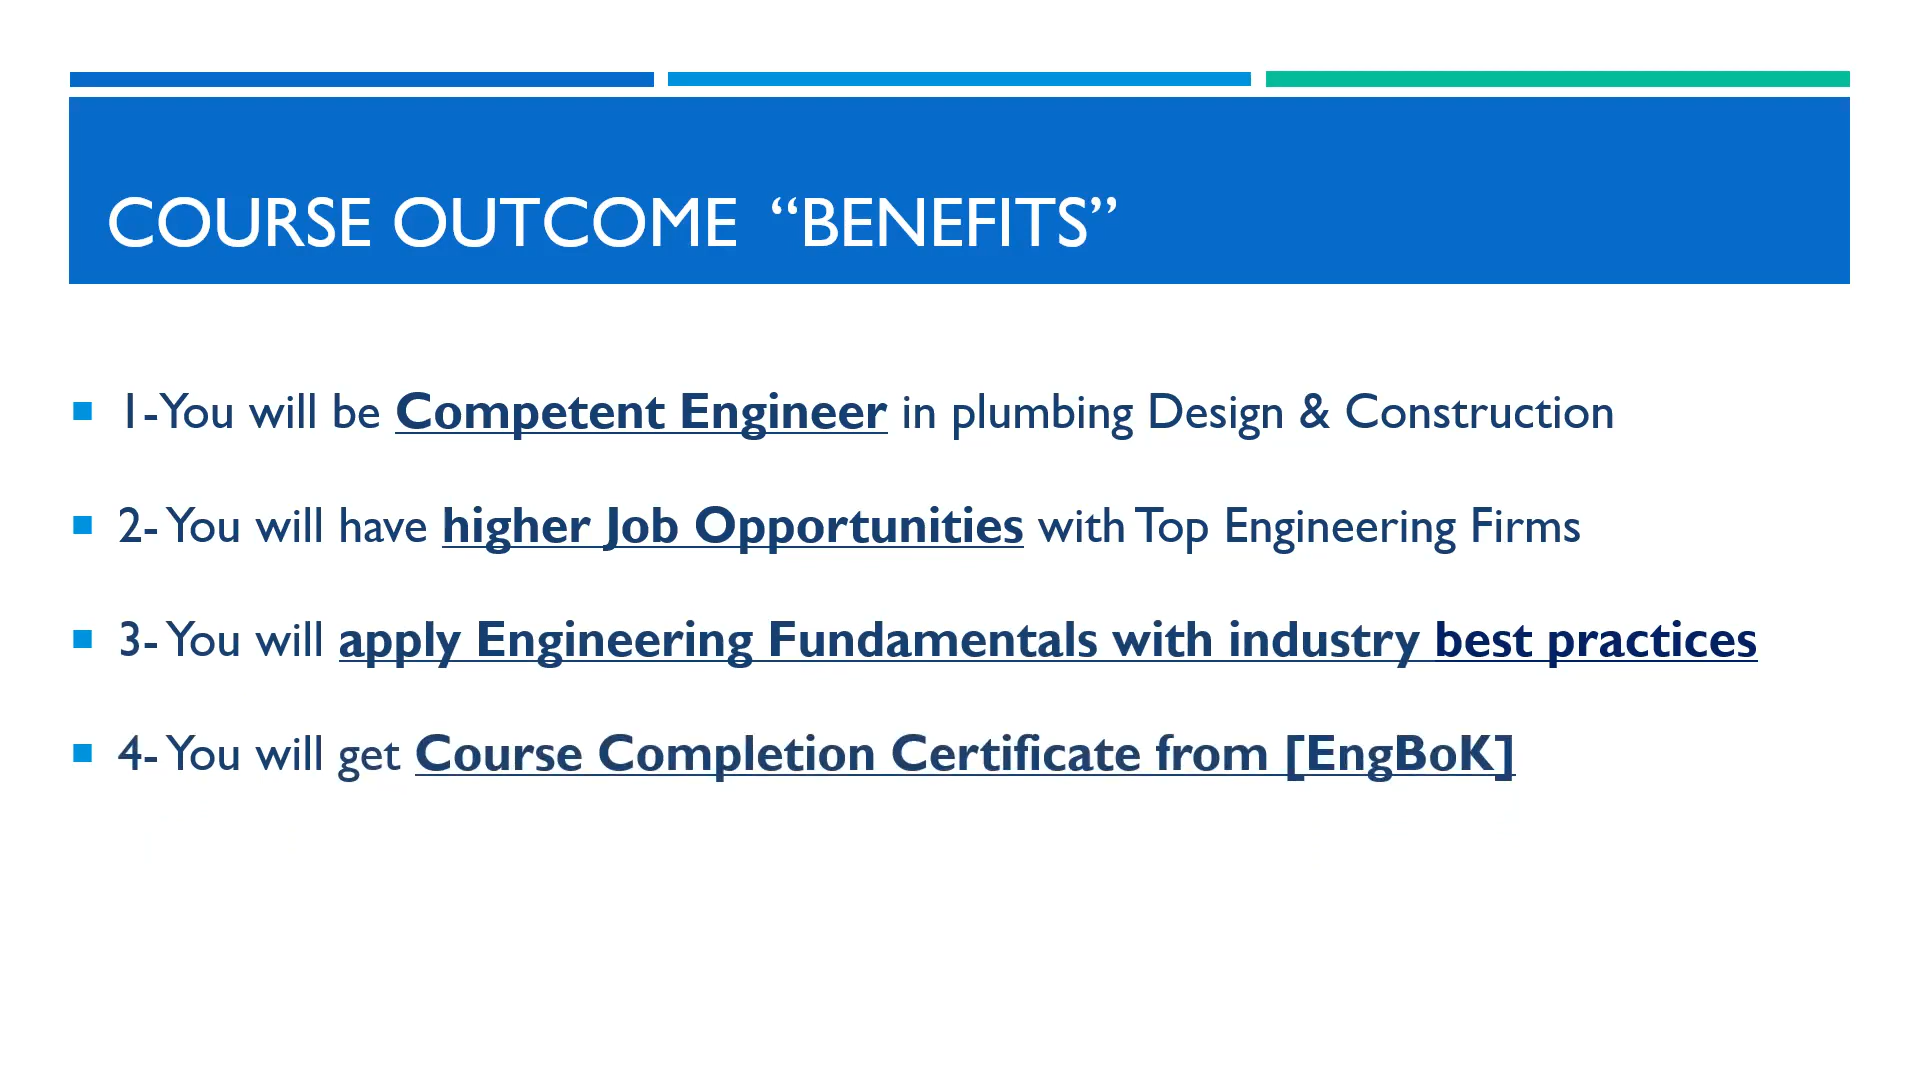 COURSE OUTCOME “BENEFITS”
1-You will be Competent Engineer in plumbing Design & Construction
2- You will have higher Job Opportunities with Top Engineering Firms
3- You will apply Engineering Fundamentals with industry best practices
4- You will get Course Completion Certificate from [EngBoK]